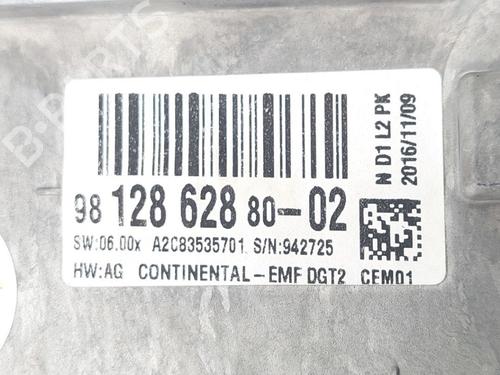 98 128 628 80-02
SW:06.00x A2C83535701 S/N:942725
HW:AG CONTINENTAL-EMF DGT2 CEM01
N D1 L2 PK
2016/11/09
B-PARTS